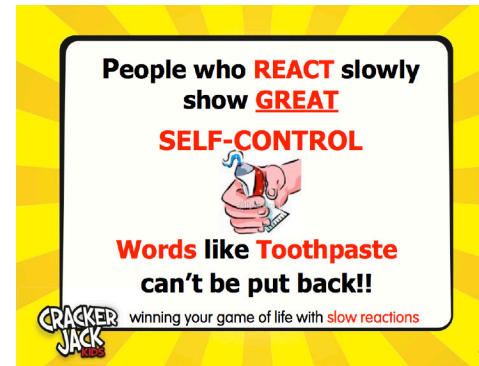 People who REACT slowly
show GREAT
SELF-CONTROL
Words like Toothpaste
can't be put back!!
winning your game of life with slow reactions
CRACKER
JACK
KIDS